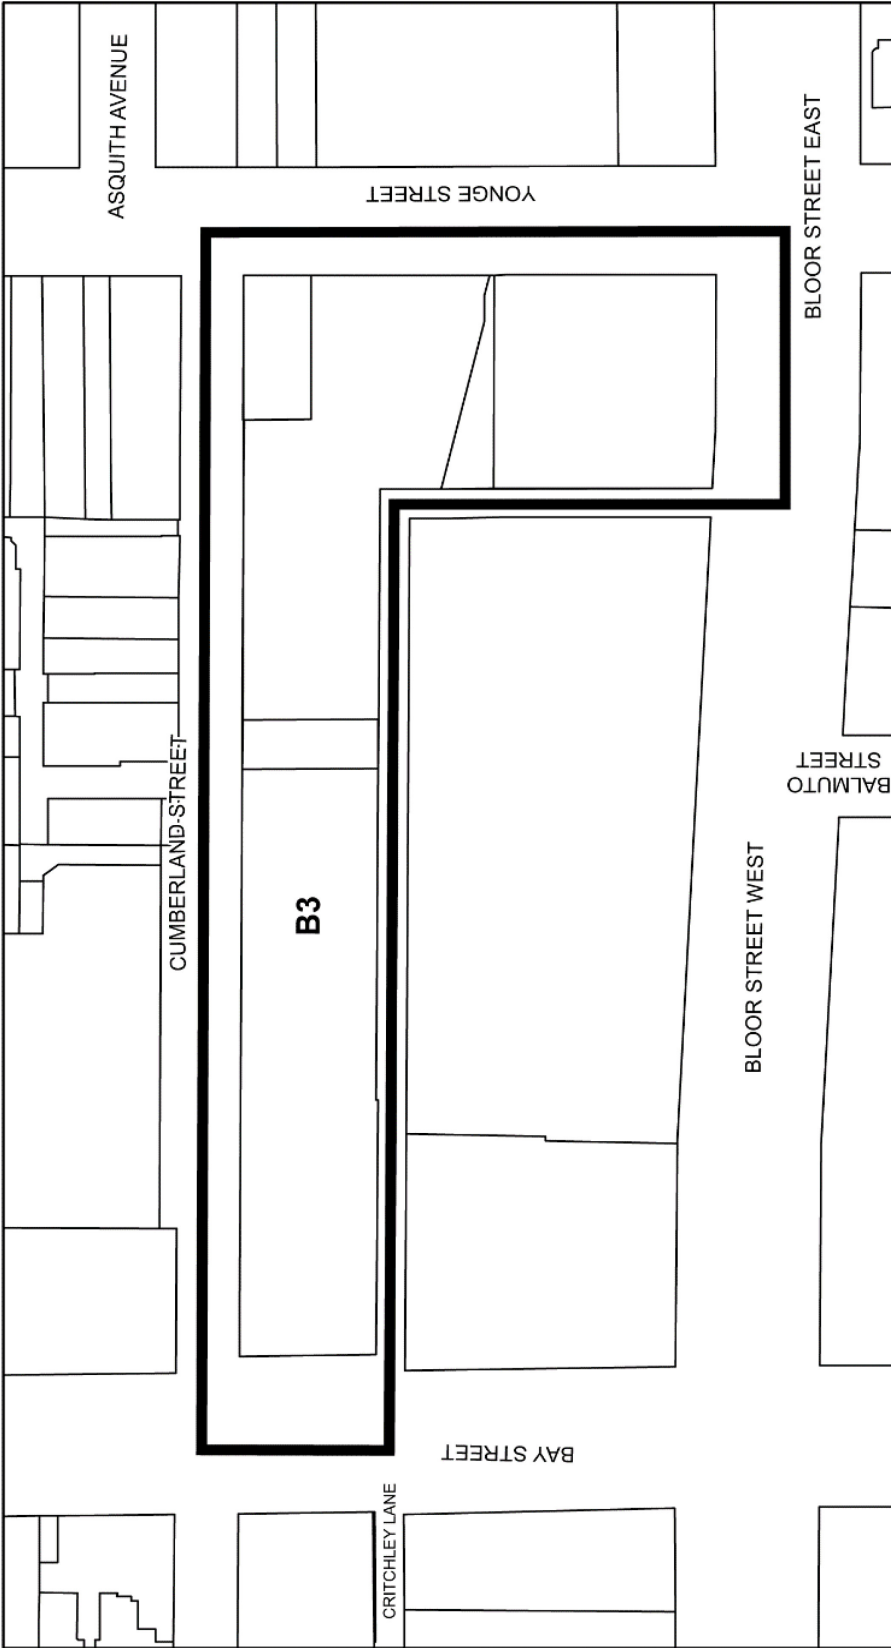 ASQUITH AVENUE
YONGE STREET
BLOOR STREET EAST
CUMBERLAND STREET
BALMUTO
STREET
B3
BLOOR STREET WEST
BAY STREET
CRITCHLEY LANE